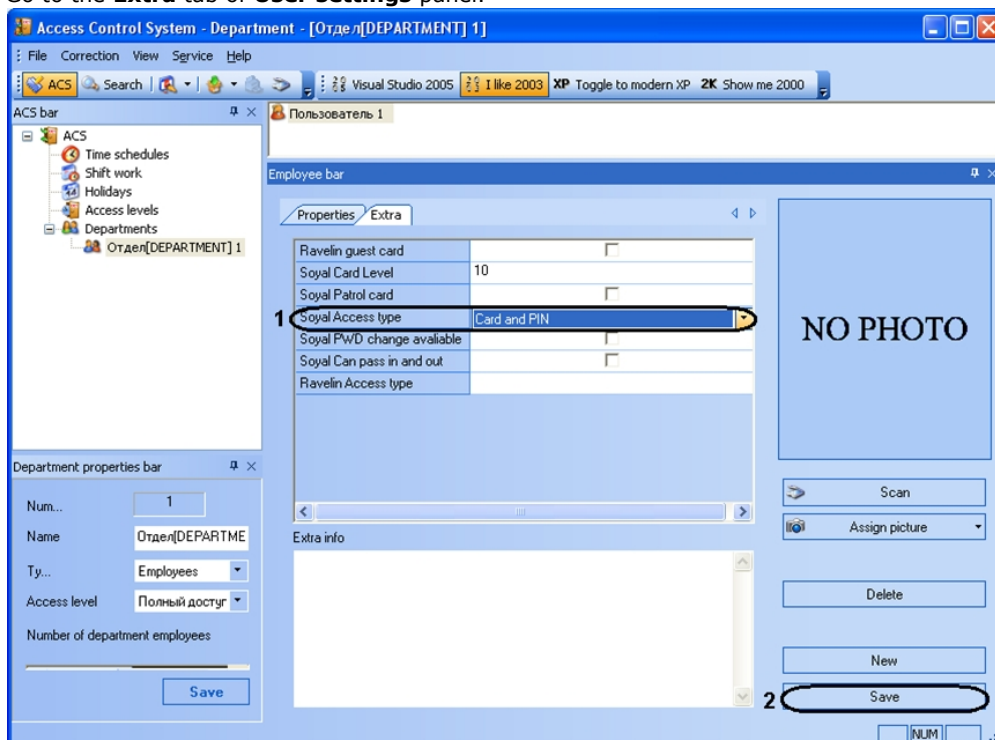 Go to the Extra tab of User settings panel.
Access Control System - Department - [Отдел[DEPARTMENT] 1]
File Correction View Service Help
ACS Search Visual Studio 2005 I like 2003 XP Toggle to modern XP 2K Show me 2000
ACS bar
ACS
Time schedules
Shift work
Holidays
Access levels
Departments
Отдел[DEPARTMENT] 1
Пользователь 1
Employee bar
Properties Extra
Ravelin guest card
Soyal Card Level 10
Soyal Patrol card
1 Soyal Access type Card and PIN
Soyal PWD change avaliable
Soyal Can pass in and out
Ravelin Access type
NO PHOTO
Department properties bar
Num... 1
Name Отдел[DEPARTME
Ty... Employees
Access level Полный доступ
Number of department employees
Save
Extra info
Scan
Assign picture
Delete
New
2 Save
NUM